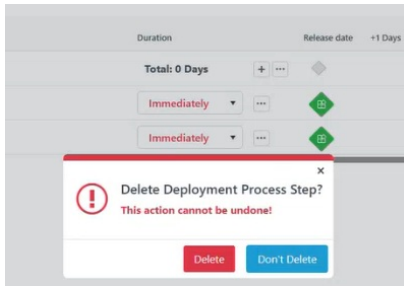 Duration Release date +1 Days
Total: 0 Days + ...
Immediately ...
Immediately ...
×
Delete Deployment Process Step?
This action cannot be undone!
Delete Don't Delete